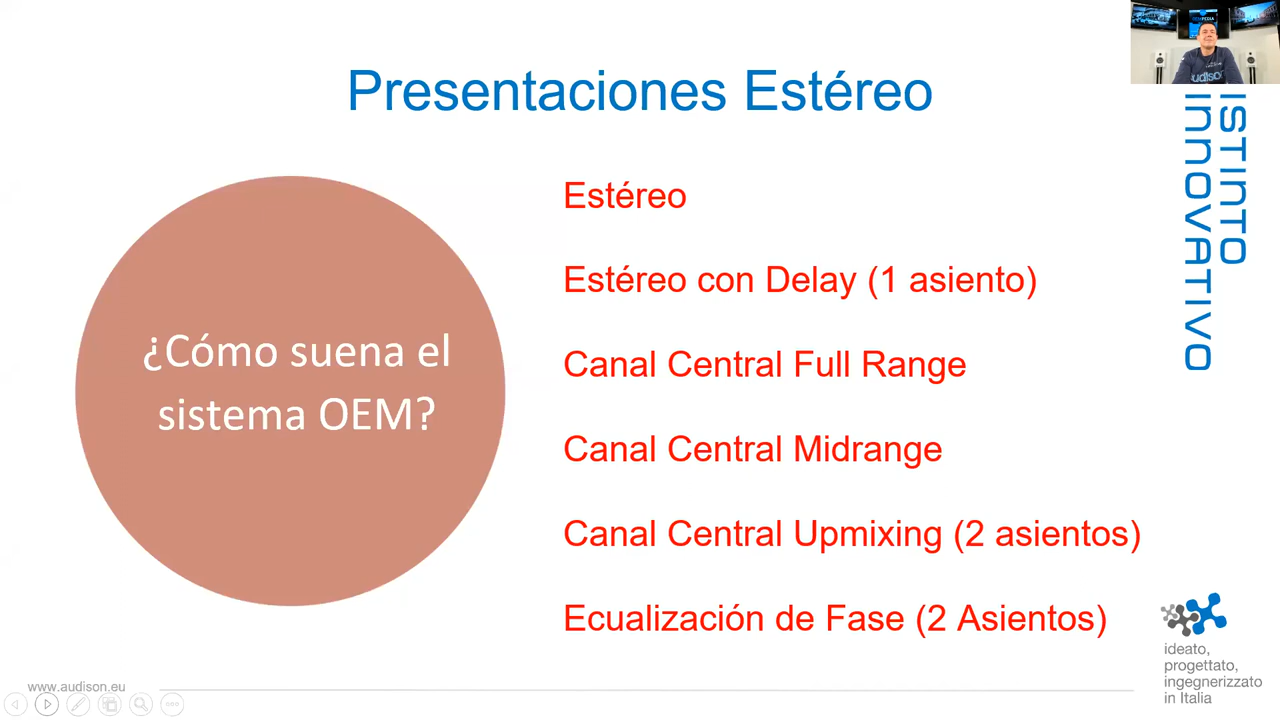 Presentaciones Estéreo
¿Cómo suena el
sistema OEM?
Estéreo
Estéreo con Delay (1 asiento)
Canal Central Full Range
Canal Central Midrange
Canal Central Upmixing (2 asientos)
Ecualización de Fase (2 Asientos)
ISTINTO
INNOVATIVO
audison
ideato,
progettato,
ingegnerizzato
in Italia
www.audison.eu